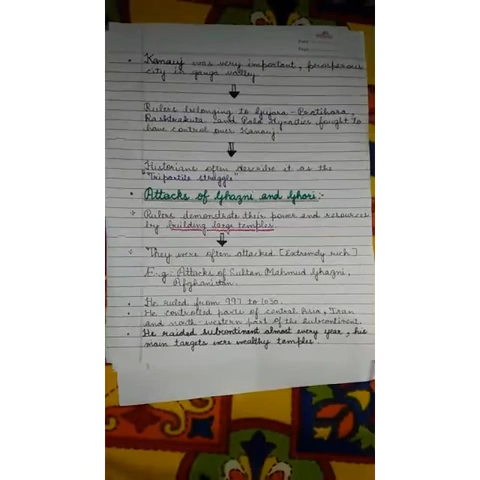 • Kanauj was very important, prosperous
city in ganga valley
Rulers belonging to Gurjara - Pratihara,
Rashtrakuta and Pala Dynasties fought to
have control over Kanauj.
Historians often describe it as the
"Tripartite struggle"
• Attacks of Ghazni and Ghori:-
Rulers demonstrate their power and resources
by building large temples.
They were often attacked [Extremely rich]
E.g:- Attacks of Sultan Mahmud Ghazni,
Afghanistan.
• He ruled from 997 to 1030.
• He controlled parts of central Asia, Iran
and north-western part of the subcontinent.
• He raided subcontinent almost every year, his
main targets were wealthy temples.